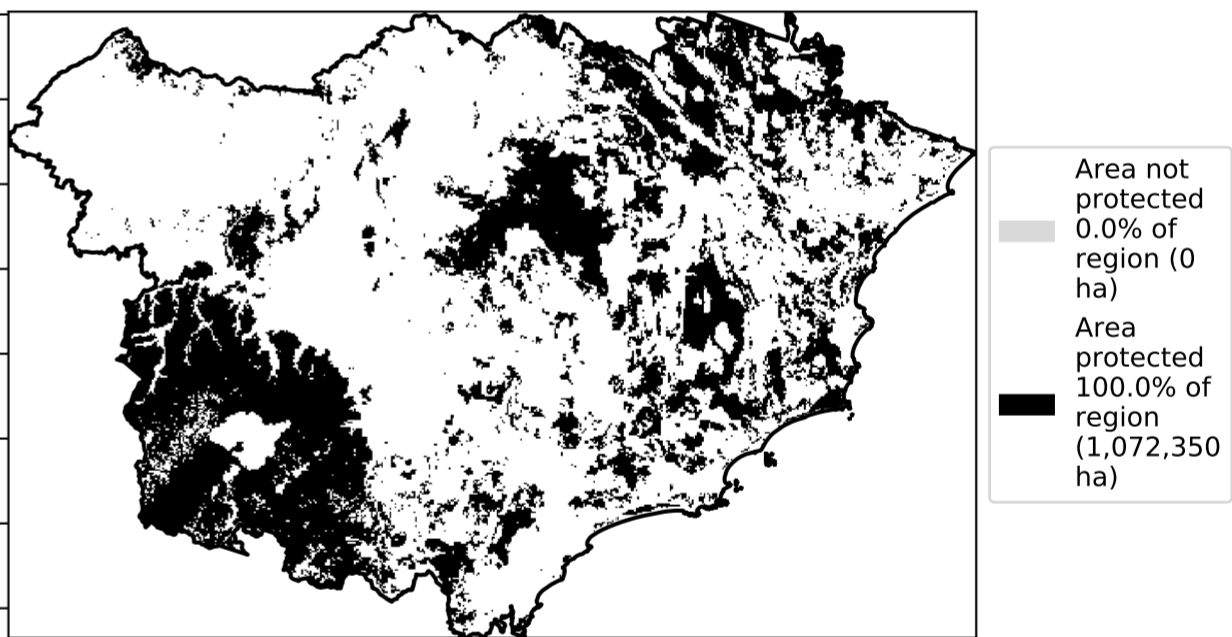 Area not
protected
0.0% of
region (0
ha)
Area
protected
100.0% of
region
(1,072,350
ha)